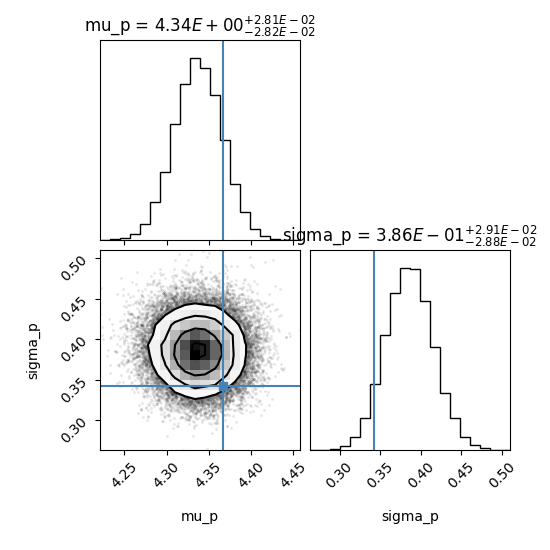 mu_p = 4.34E+00+2.81E-02
-2.82E-02
sigma_p = 3.86E-01+2.91E-02
-2.88E-02
0.50
0.45
0.40
0.35
0.30
sigma_p
4.25
4.30
4.35
4.40
4.45
mu_p
0.30
0.35
0.40
0.45
0.50
sigma_p